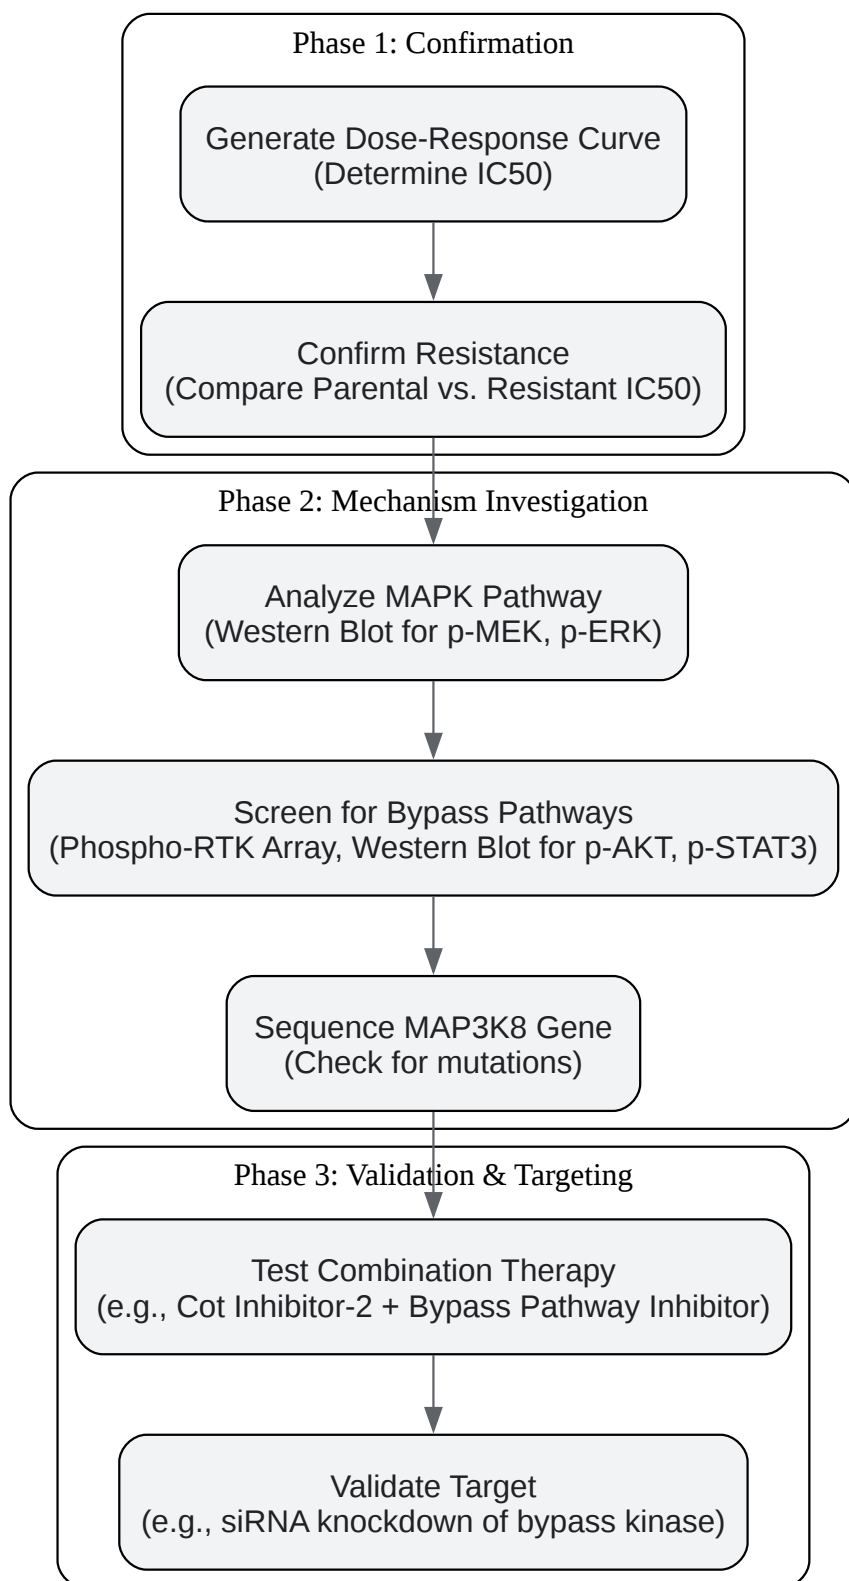 Phase 1: Confirmation
Generate Dose-Response Curve
(Determine IC50)
Confirm Resistance
(Compare Parental vs. Resistant IC50)
Phase 2: Mechanism Investigation
Analyze MAPK Pathway
(Western Blot for p-MEK, p-ERK)
Screen for Bypass Pathways
(Phospho-RTK Array, Western Blot for p-AKT, p-STAT3)
Sequence MAP3K8 Gene
(Check for mutations)
Phase 3: Validation & Targeting
Test Combination Therapy
(e.g., Cot Inhibitor-2 + Bypass Pathway Inhibitor)
Validate Target
(e.g., siRNA knockdown of bypass kinase)